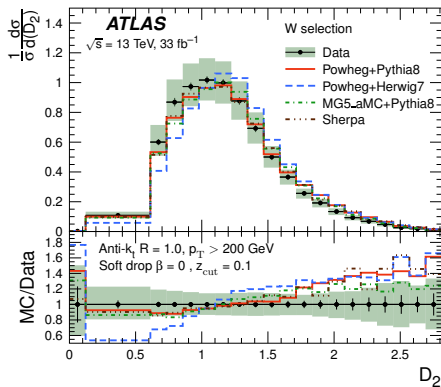 ATLAS
√s = 13 TeV, 33 fb⁻¹
W selection
Data
Powheg+Pythia8
Powheg+Herwig7
MG5_aMC+Pythia8
Sherpa
1/σ dσ/d(D₂)
1.4
1.2
1
0.8
0.6
0.4
0.2
0
Anti-kₜ R = 1.0, p_T > 200 GeV
Soft drop β = 0 , z_cut = 0.1
MC/Data
1.6
1.4
1.2
1
0.8
0.6
0 0.5 1 1.5 2 2.5
D₂